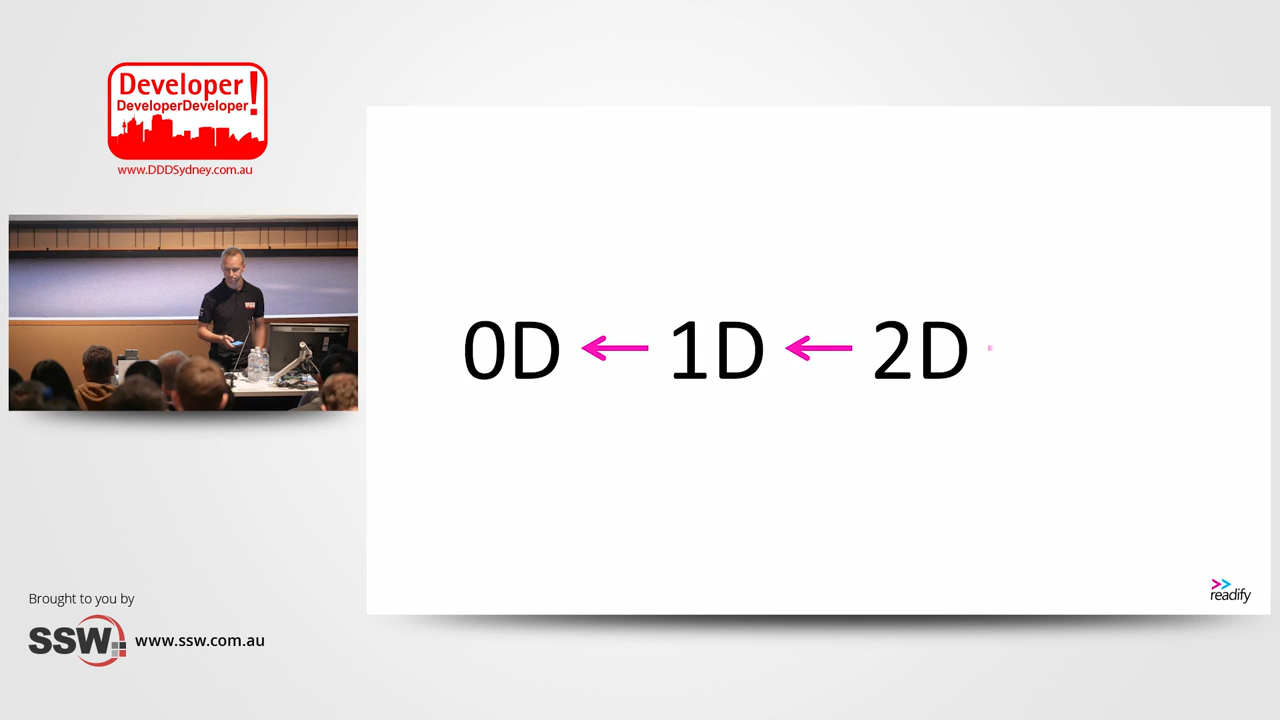 Developer!
DeveloperDeveloper
www.DDDSydney.com.au
0D ← 1D ← 2D
readify
Brought to you by
SSW
www.ssw.com.au